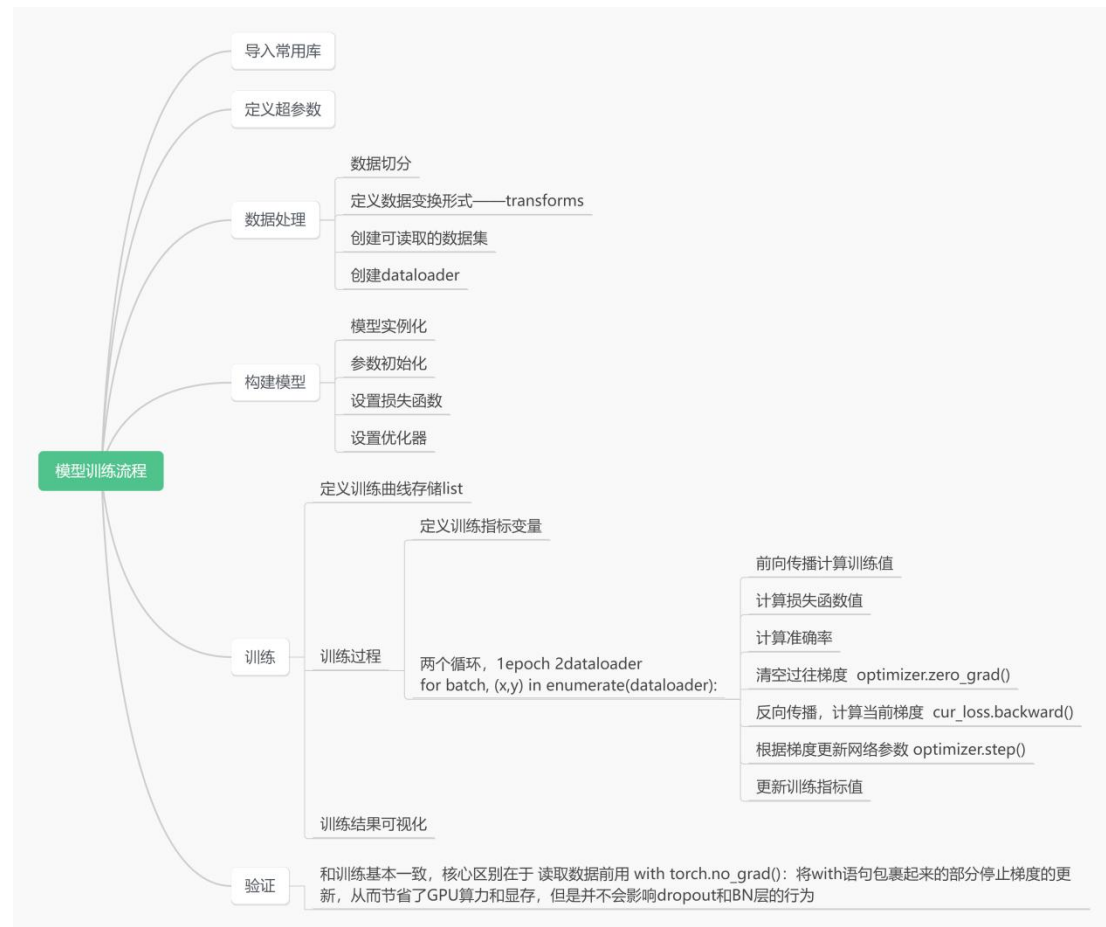 导入常用库
定义超参数
数据切分
定义数据变换形式——transforms
数据处理
创建可读取的数据集
创建dataloader
模型实例化
参数初始化
构建模型
设置损失函数
设置优化器
模型训练流程
定义训练曲线存储list
定义训练指标变量
前向传播计算训练值
计算损失函数值
计算准确率
训练
训练过程
两个循环，1epoch 2dataloader
for batch, (x,y) in enumerate(dataloader):
清空过往梯度 optimizer.zero_grad()
反向传播，计算当前梯度 cur_loss.backward()
根据梯度更新网络参数 optimizer.step()
更新训练指标值
训练结果可视化
验证
和训练基本一致，核心区别在于 读取数据前用 with torch.no_grad()：将with语句包裹起来的部分停止梯度的更
新，从而节省了GPU算力和显存，但是并不会影响dropout和BN层的行为